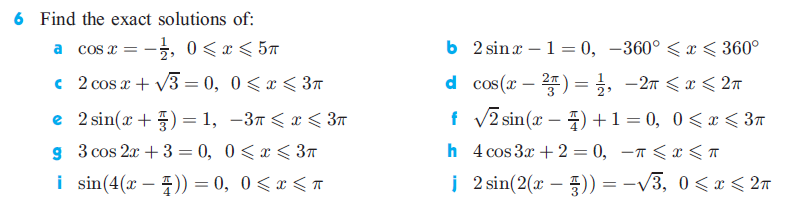 6 Find the exact solutions of:
a cos x = −1/2, 0 ⩽ x ⩽ 5π
b 2 sin x − 1 = 0, −360° ⩽ x ⩽ 360°
c 2 cos x + √3 = 0, 0 ⩽ x ⩽ 3π
d cos(x − 2π/3) = 1/2, −2π ⩽ x ⩽ 2π
e 2 sin(x + π/3) = 1, −3π ⩽ x ⩽ 3π
f √2 sin(x − π/4) + 1 = 0, 0 ⩽ x ⩽ 3π
g 3 cos 2x + 3 = 0, 0 ⩽ x ⩽ 3π
h 4 cos 3x + 2 = 0, −π ⩽ x ⩽ π
i sin(4(x − π/4)) = 0, 0 ⩽ x ⩽ π
j 2 sin(2(x − π/3)) = −√3, 0 ⩽ x ⩽ 2π